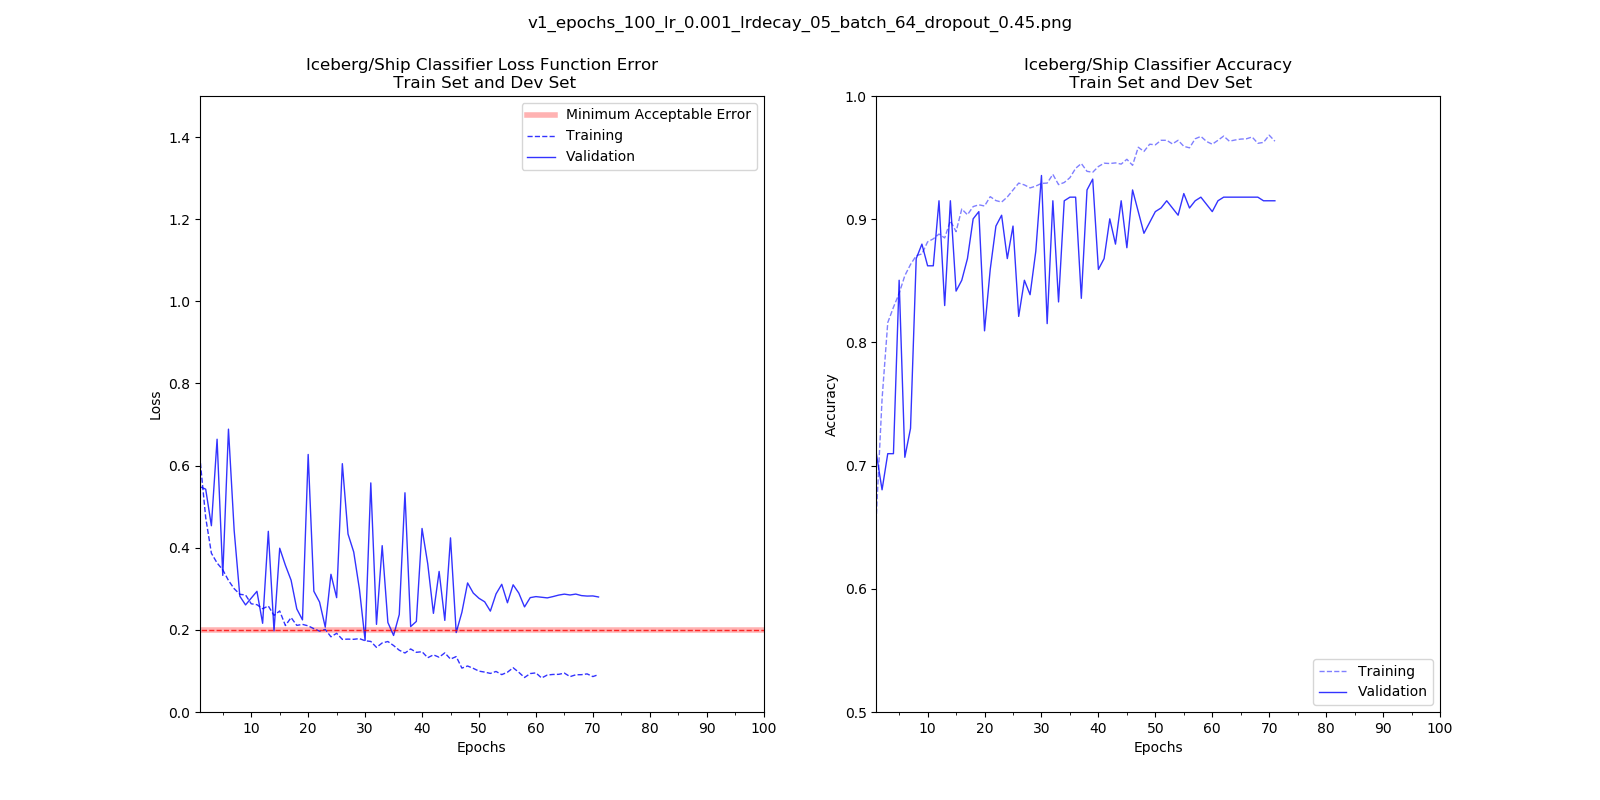 v1_epochs_100_lr_0.001_lrdecay_05_batch_64_dropout_0.45.png
Iceberg/Ship Classifier Loss Function Error
Train Set and Dev Set
Minimum Acceptable Error
Training
Validation
1.4
1.2
1.0
0.8
0.6
0.4
0.2
0.0
Loss
10 20 30 40 50 60 70 80 90 100
Epochs
Iceberg/Ship Classifier Accuracy
Train Set and Dev Set
1.0
0.9
0.8
0.7
0.6
0.5
Accuracy
Training
Validation
10 20 30 40 50 60 70 80 90 100
Epochs